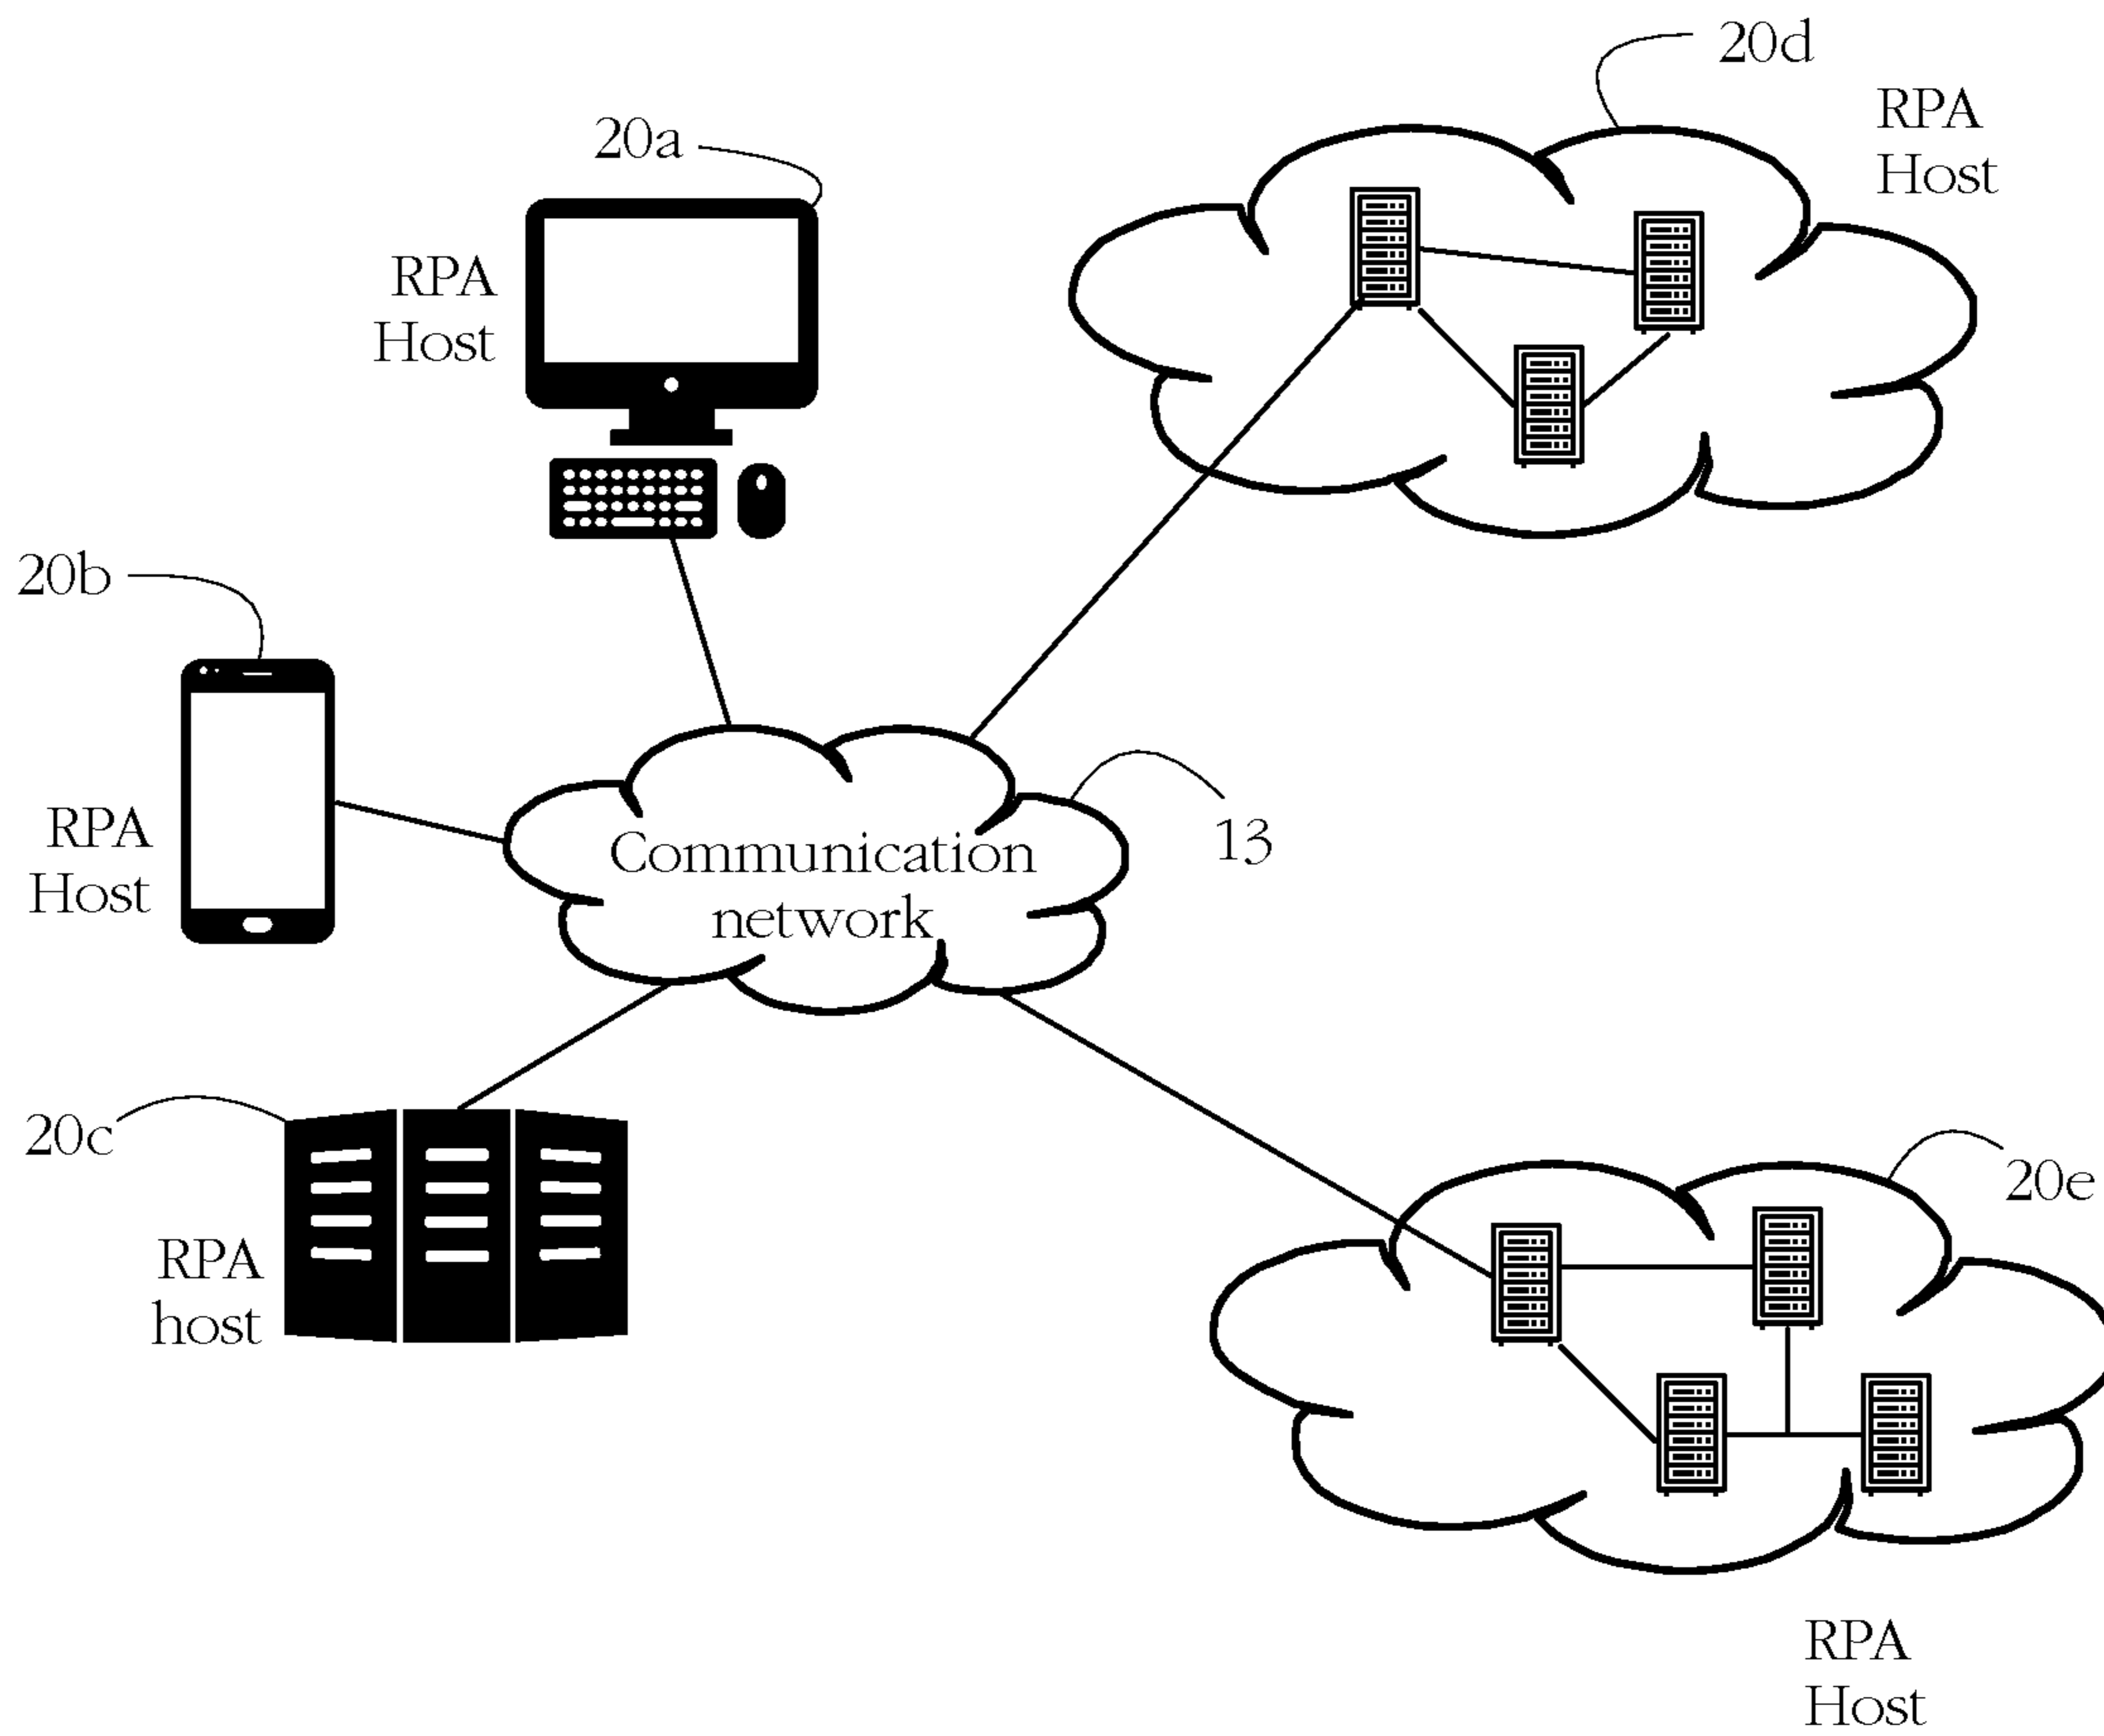 20d
RPA
Host
20a
RPA
Host
20b
RPA
Host
Communication
network
13
20c
RPA
host
20e
RPA
Host